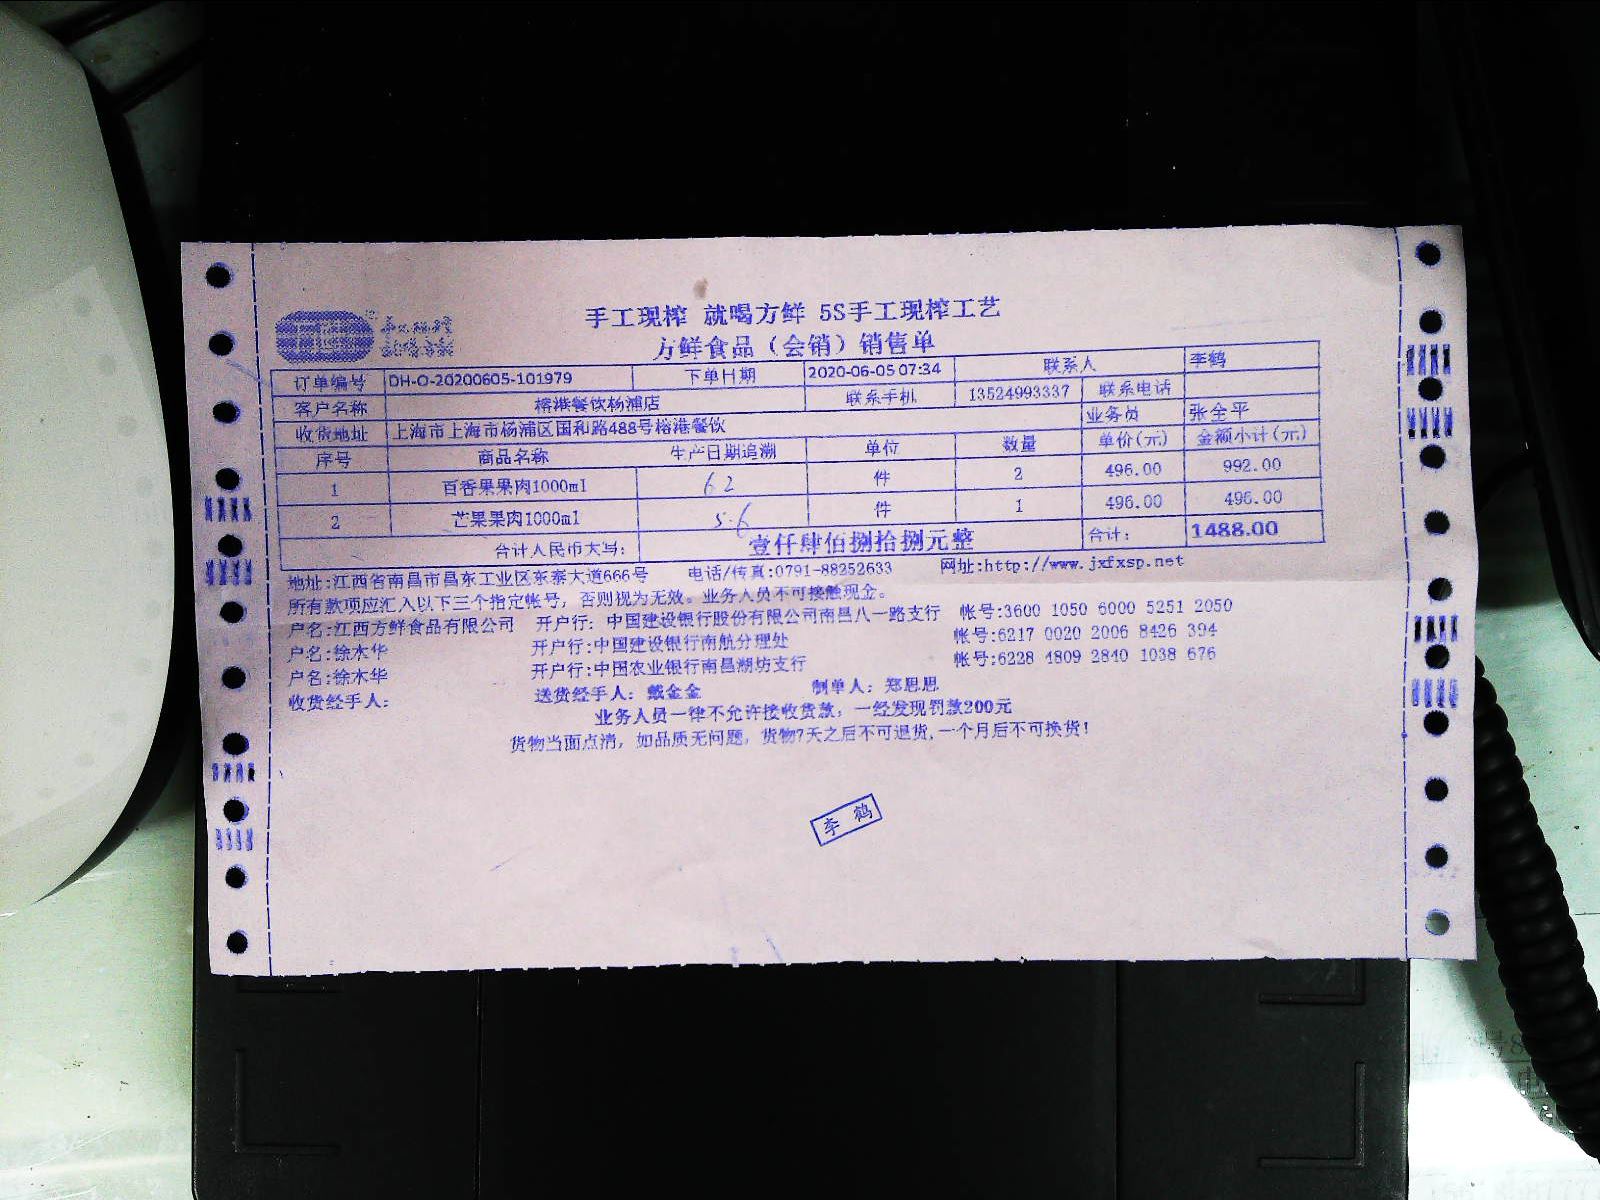 手工现榨 就喝方鲜 5S手工现榨工艺
方鲜食品（会销）销售单
订单编号 DH-O-20200605-101979 下单日期 2020-06-05 07:34 联系人 李鹤
客户名称 榕港餐饮杨浦店 联系手机 13524993337 联系电话
收货地址 上海市上海市杨浦区国和路488号榕港餐饮 业务员 张全平
序号 商品名称 生产日期追溯 单位 数量 单价(元) 金额小计(元)
1 百香果果肉1000ml 6 2 件 2 496.00 992.00
2 芒果果肉1000ml 5.6 件 1 496.00 496.00
合计人民币大写: 壹仟肆佰捌拾捌元整 合计: 1488.00
地址:江西省南昌市昌东工业区东泰大道666号 电话/传真:0791-88252633 网址:http://www.jxfxsp.net
所有款项应汇入以下三个指定帐号，否则视为无效。业务人员不可接触现金。
户名:江西方鲜食品有限公司 开户行: 中国建设银行股份有限公司南昌八一路支行 帐号:3600 1050 6000 5251 2050
户名:徐水华 开户行:中国建设银行南航分理处 帐号:6217 0020 2006 8426 394
户名:徐水华 开户行:中国农业银行南昌湖坊支行 帐号:6228 4809 2840 1038 676
收货经手人: 送货经手人: 戴金金 制单人: 郑思思
业务人员一律不允许接收货款，一经发现罚款200元
货物当面点清，如品质无问题，货物7天之后不可退货,一个月后不可换货!
李鹤